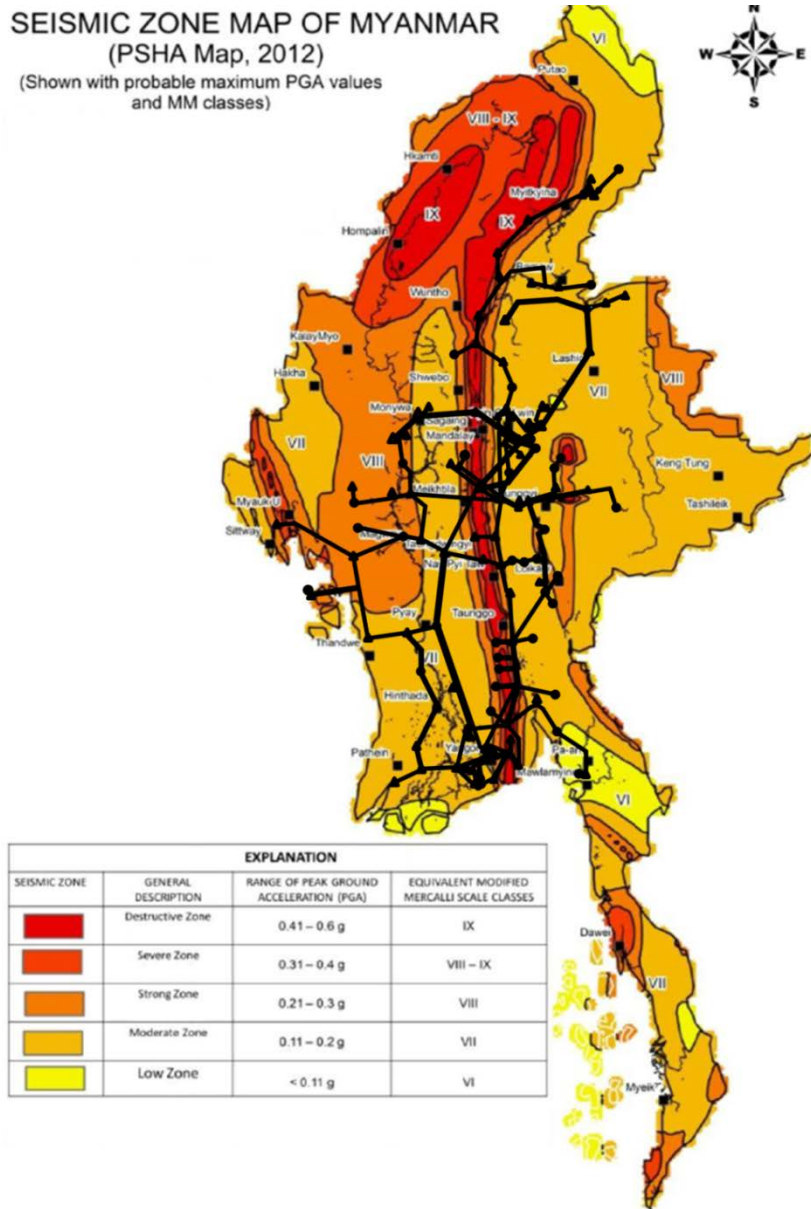 SEISMIC ZONE MAP OF MYANMAR
(PSHA Map, 2012)
(Shown with probable maximum PGA values
and MM classes)
N
W E
S
VI
Putao
VIII - IX
Hkamti
Myitkyina
IX
IX
Hompalin
Wuntho
KalayMyo
Lashio
Hakha
Shwebo
VII
VIII
Monywa
Sagaing
Mandalay
VII
VIII
Keng Tung
Meikhtila
Myauk-U
Tashileik
Sittway
Loikaw
Taunggo
Pyay
Thandwe
VII
Hinthada
Yangon
Pathein
Pa-an
Mawlamyine
VI
EXPLANATION
SEISMIC ZONE GENERAL DESCRIPTION RANGE OF PEAK GROUND ACCELERATION (PGA) EQUIVALENT MODIFIED MERCALLI SCALE CLASSES
Destructive Zone 0.41 – 0.6 g IX
Severe Zone 0.31 – 0.4 g VIII – IX
Strong Zone 0.21 – 0.3 g VIII
Moderate Zone 0.11 – 0.2 g VII
Low Zone < 0.11 g VI
Dawei
VII
Myeik